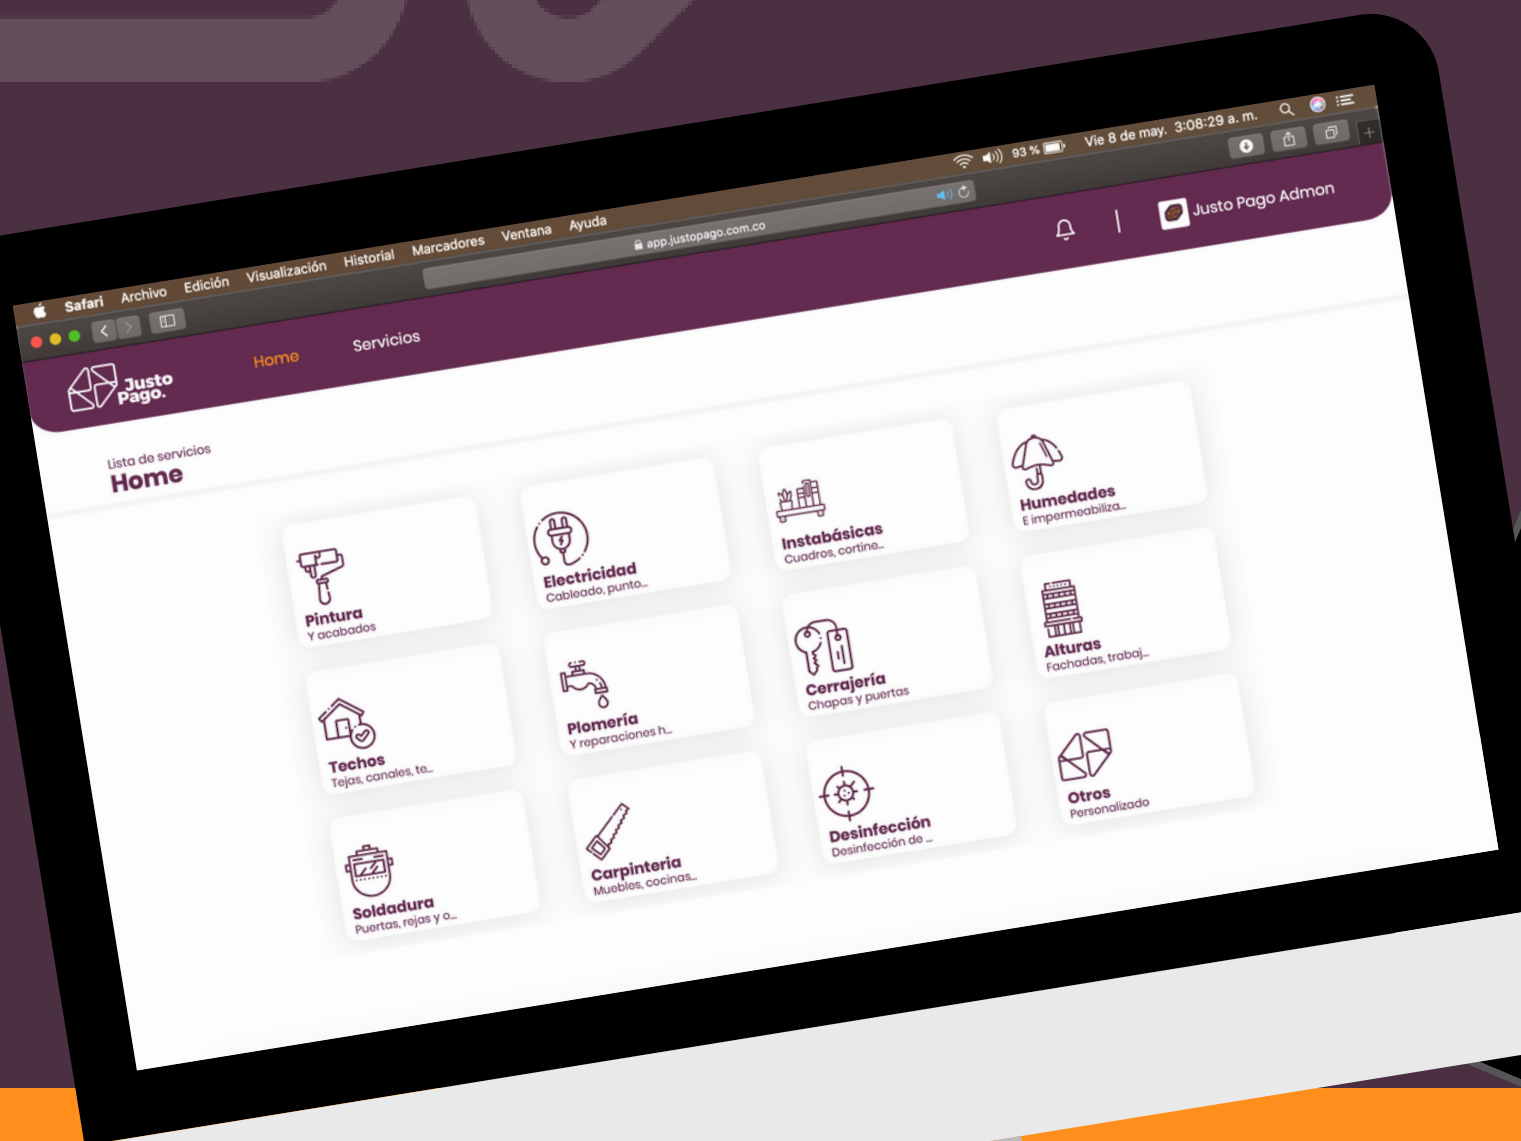 Safari Archivo Edición Visualización Historial Marcadores Ventana Ayuda
93 % Vie 8 de may. 3:08:29 a. m.
app.justopago.com.co
Justo
Pago.
Home Servicios
Justo Pago Admon
Lista de servicios
Home
Pintura
Y acabados
Electricidad
Cableado, punto...
Instabásicas
Cuadros, cortine...
Humedades
E impermeabiliza...
Techos
Tejas, canales, te...
Plomería
Y reparaciones h...
Cerrajería
Chapas y puertas
Alturas
Fachadas, trabaj...
Soldadura
Puertas, rejas y o...
Carpinteria
Muebles, cocinas...
Desinfección
Desinfección de ...
Otros
Personalizado